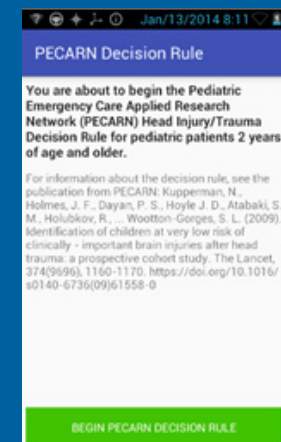 Jan/13/2014 8:11
PECARN Decision Rule
You are about to begin the Pediatric
Emergency Care Applied Research
Network (PECARN) Head Injury/Trauma
Decision Rule for pediatric patients 2 years
of age and older.
For information about the decision rule, see the
publication from PECARN: Kupperman, N.,
Holmes, J. F., Dayan, P. S., Hoyle J. D., Atabaki, S.
M., Holubkov, R., ... Wootton-Gorges, S. L. (2009).
Identification of children at very low risk of
clinically - important brain injuries after head
trauma: a prospective cohort study. The Lancet,
374(9696), 1160-1170. https://doi.org/10.1016/
s0140-6736(09)61558-0
BEGIN PECARN DECISION RULE